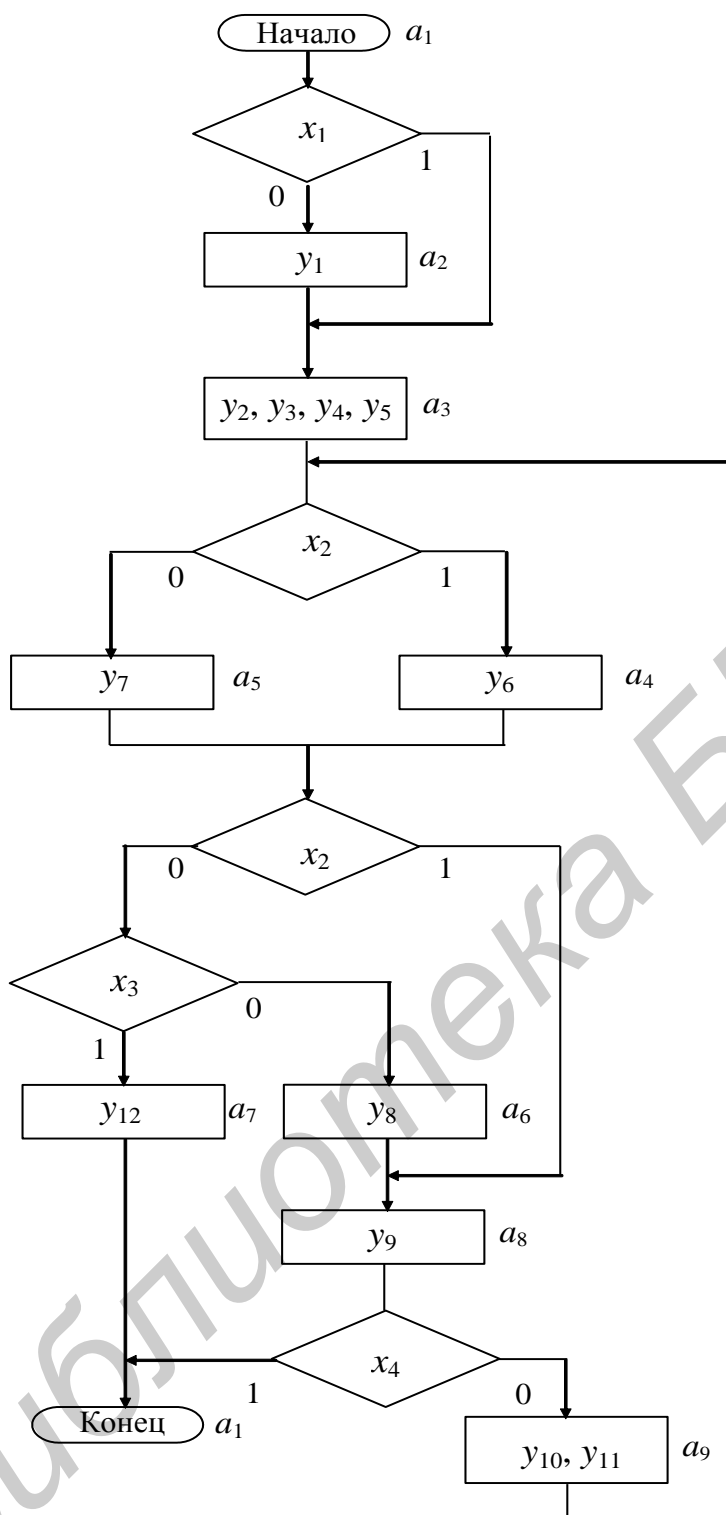 Начало a₁
x₁
1
0
y₁ a₂
y₂, y₃, y₄, y₅ a₃
x₂
0 1
y₇ a₅ y₆ a₄
x₂
0 1
x₃
0
1
y₁₂ a₇ y₈ a₆
y₉ a₈
x₄
1 0
Конец a₁
y₁₀, y₁₁ a₉